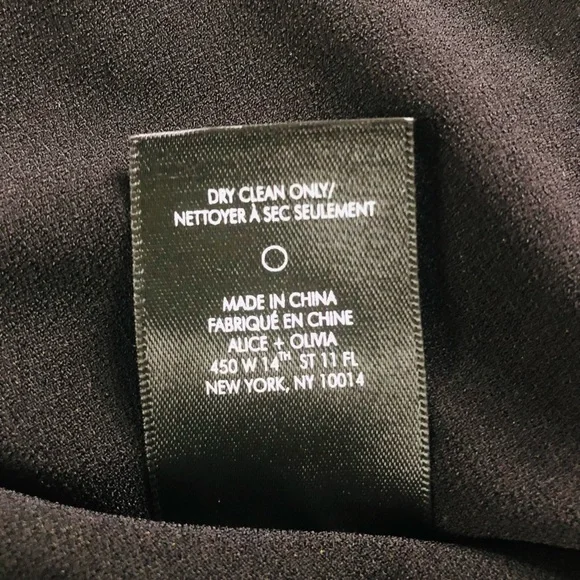 DRY CLEAN ONLY/
NETTOYER À SEC SEULEMENT
MADE IN CHINA
FABRIQUÉ EN CHINE
ALICE + OLIVIA
450 W 14TH ST 11 FL
NEW YORK, NY 10014